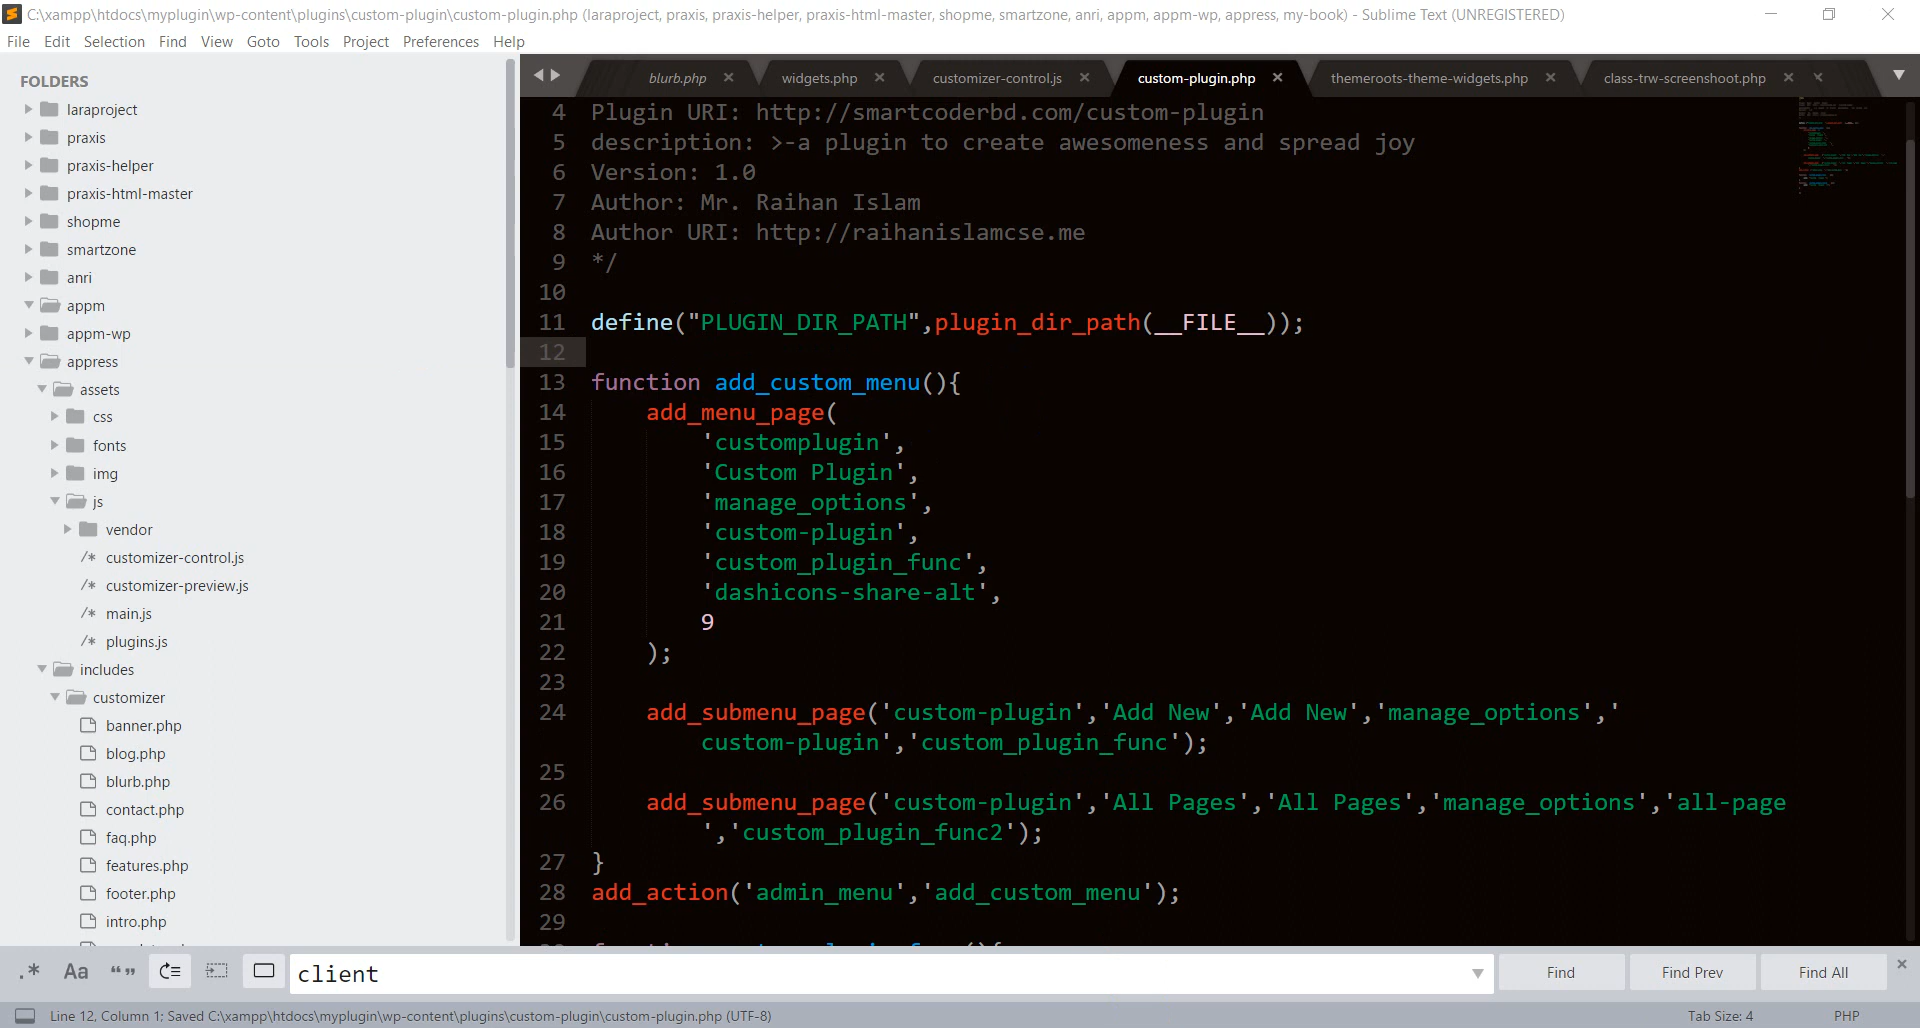 C:\xampp\htdocs\myplugin\wp-content\plugins\custom-plugin\custom-plugin.php (laraproject, praxis, praxis-helper, praxis-html-master, shopme, smartzone, anri, appm, appm-wp, appress, my-book) - Sublime Text (UNREGISTERED)
File Edit Selection Find View Goto Tools Project Preferences Help
FOLDERS
laraproject
praxis
praxis-helper
praxis-html-master
shopme
smartzone
anri
appm
appm-wp
appress
assets
css
fonts
img
js
vendor
/* customizer-control.js
/* customizer-preview.js
/* main.js
/* plugins.js
includes
customizer
banner.php
blog.php
blurb.php
contact.php
faq.php
features.php
footer.php
intro.php
blurb.php widgets.php customizer-control.js custom-plugin.php themeroots-theme-widgets.php class-trw-screenshoot.php
4 Plugin URI: http://smartcoderbd.com/custom-plugin
5 description: >-a plugin to create awesomeness and spread joy
6 Version: 1.0
7 Author: Mr. Raihan Islam
8 Author URI: http://raihanislamcse.me
9 */
10
11 define("PLUGIN_DIR_PATH",plugin_dir_path(__FILE__));
12
13 function add_custom_menu(){
14 add_menu_page(
15 'customplugin',
16 'Custom Plugin',
17 'manage_options',
18 'custom-plugin',
19 'custom_plugin_func',
20 'dashicons-share-alt',
21 9
22 );
23
24 add_submenu_page('custom-plugin','Add New','Add New','manage_options','
custom-plugin','custom_plugin_func');
25
26 add_submenu_page('custom-plugin','All Pages','All Pages','manage_options','all-page
','custom_plugin_func2');
27 }
28 add_action('admin_menu','add_custom_menu');
29
.* Aa “” client Find Find Prev Find All
Line 12, Column 1; Saved C:\xampp\htdocs\myplugin\wp-content\plugins\custom-plugin\custom-plugin.php (UTF-8) Tab Size: 4 PHP